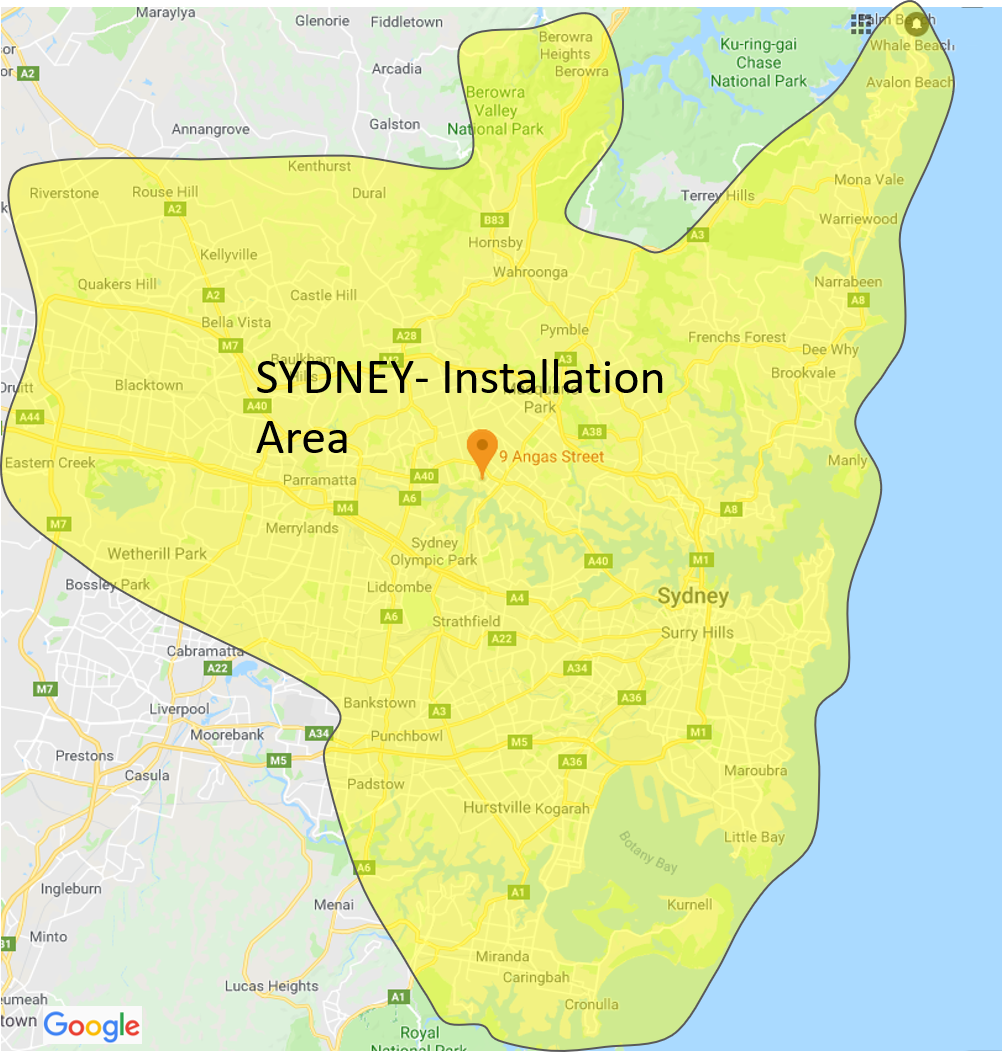 Maraylya
Glenorie
Fiddletown
Palm Beach
Berowra
Heights
Ku-ring-gai
Chase
National Park
Whale Beach
Arcadia
A2
Berowra
Avalon Beach
Berowra
Valley
National Park
Annangrove
Galston
Kenthurst
Riverstone
Rouse Hill
Dural
Terrey Hills
Mona Vale
A2
B83
Warriewood
A3
Hornsby
Kellyville
Wahroonga
Quakers Hill
A2
Castle Hill
Narrabeen
A8
Bella Vista
Pymble
A28
Frenchs Forest
M7
Dee Why
Baulkham
Hills
M2
A3
Brookvale
SYDNEY- Installation
Area
Blacktown
Macquarie
Park
A40
A44
A38
9 Angas Street
Manly
Eastern Creek
Parramatta
A40
A6
M4
A8
M7
Merrylands
Sydney
Olympic Park
Wetherill Park
A40
M1
Bossley Park
Lidcombe
Sydney
A4
A6
Strathfield
Surry Hills
A22
Cabramatta
A22
A34
M7
A36
Liverpool
Bankstown
A3
Moorebank
A34
Punchbowl
M1
M5
Prestons
M5
A36
Casula
Padstow
Maroubra
Hurstville
Kogarah
Little Bay
Botany Bay
A6
Ingleburn
A1
Menai
Kurnell
Minto
Miranda
Caringbah
Lucas Heights
A1
Cronulla
Google
Royal
National Park